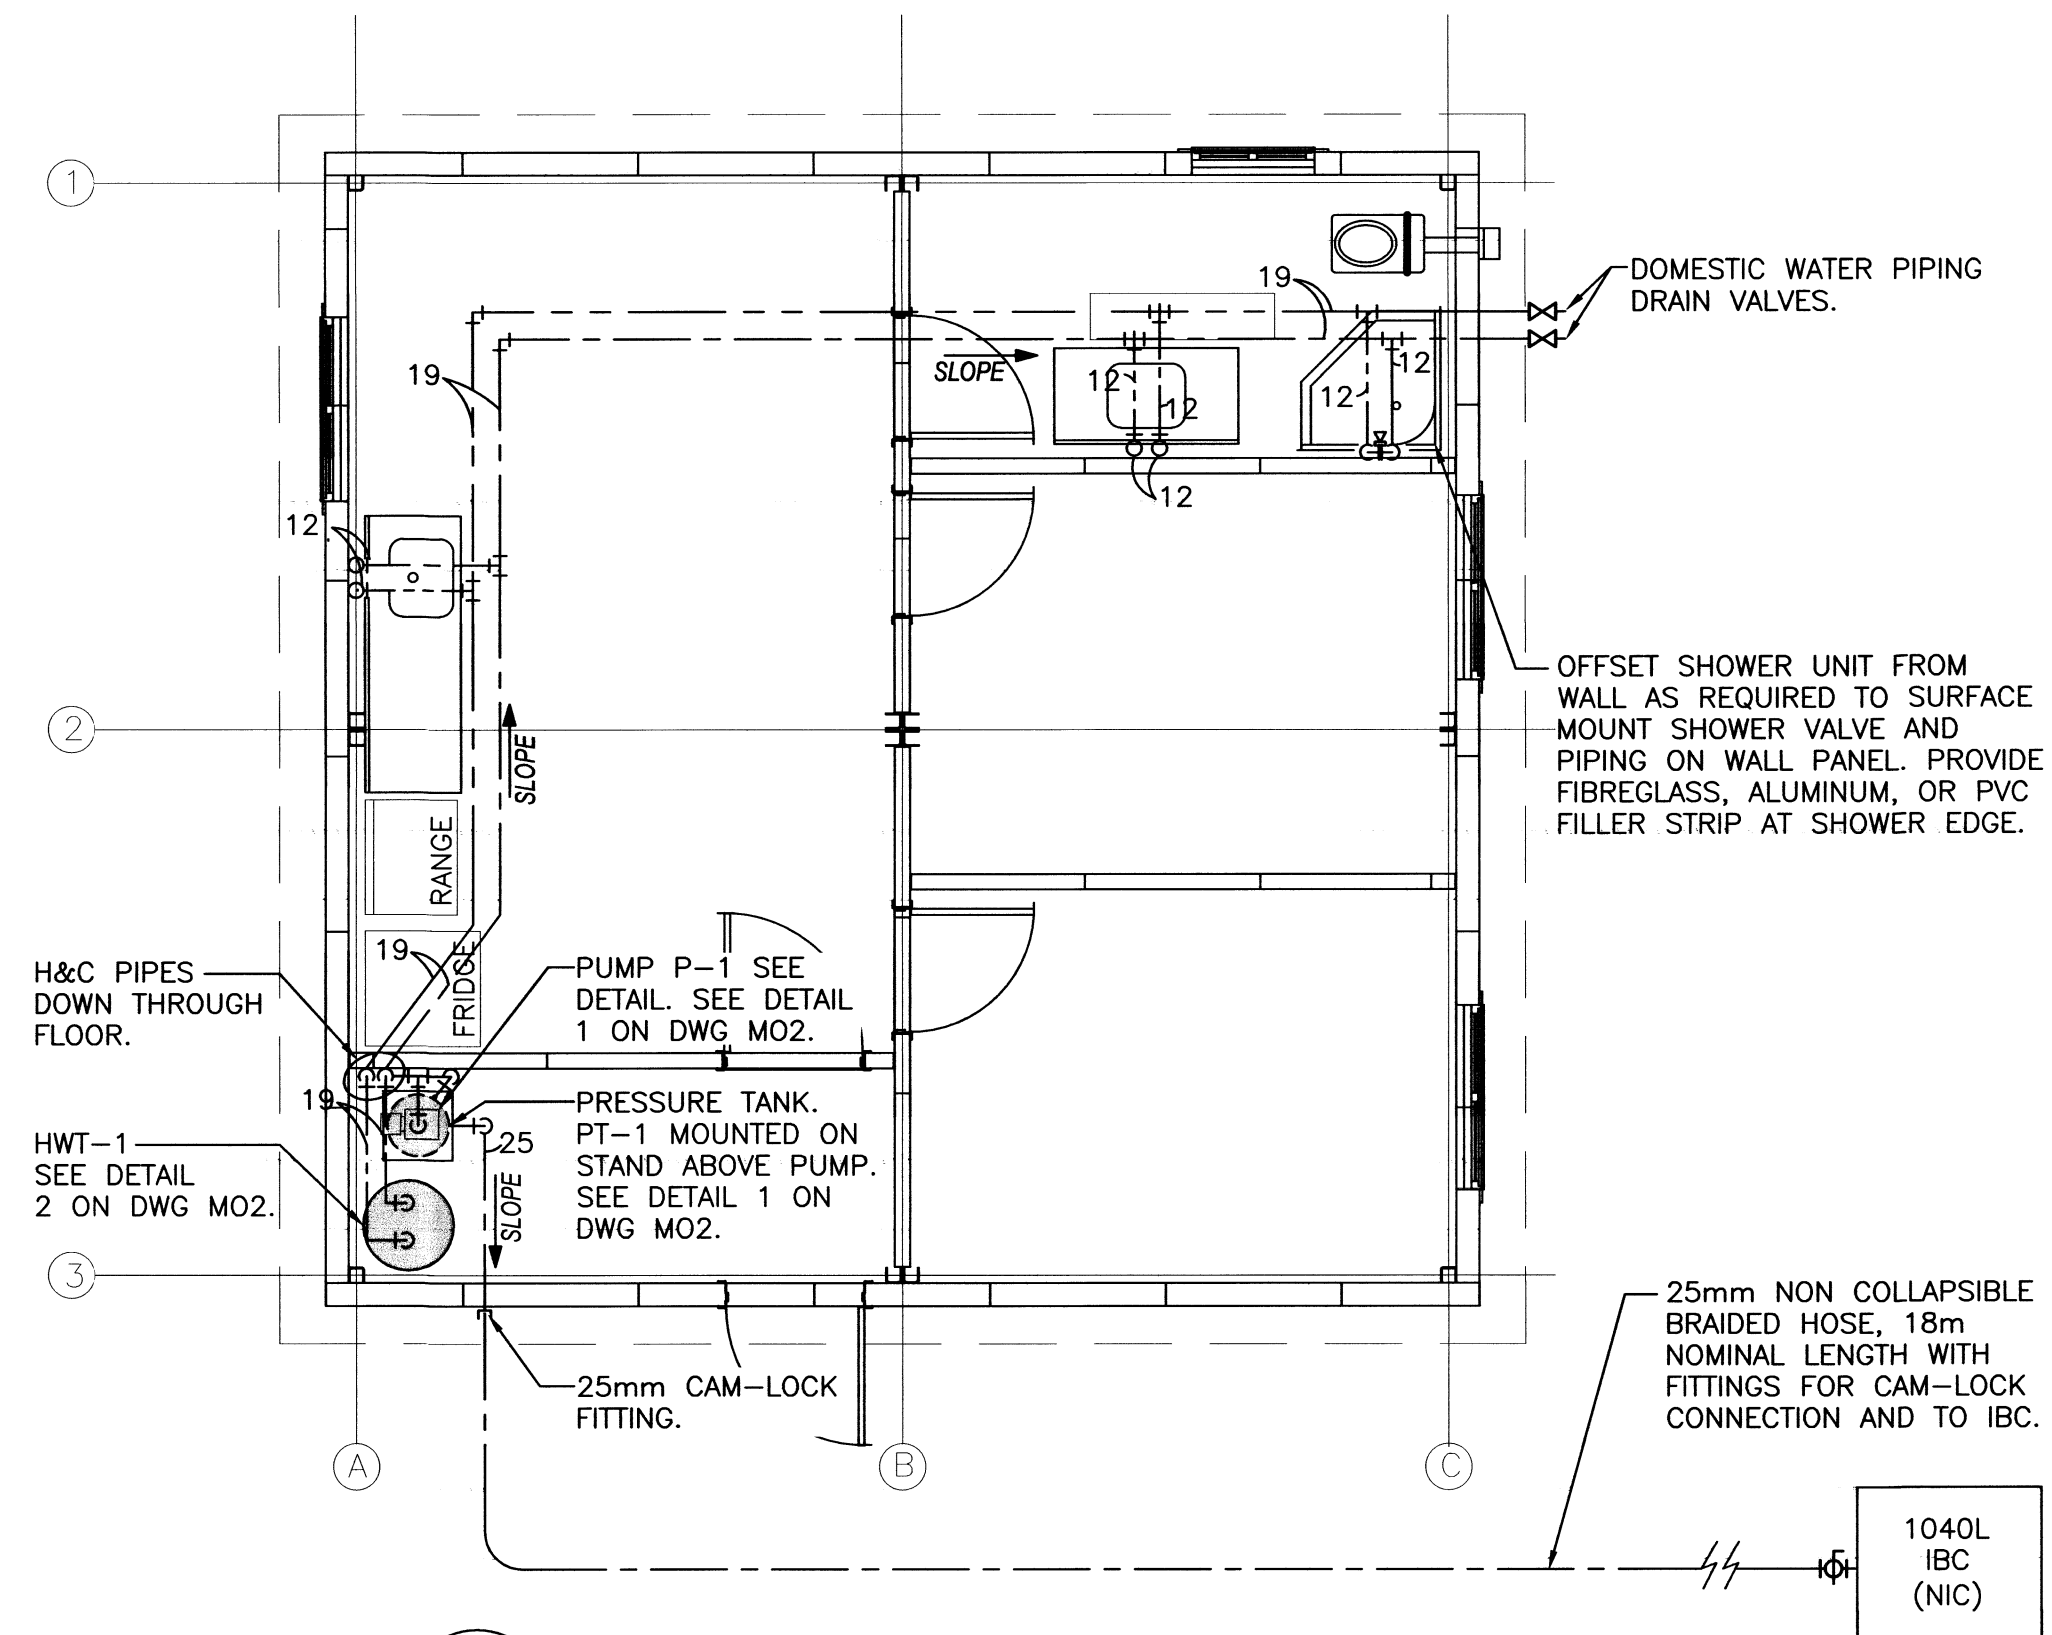 1
19
DOMESTIC WATER PIPING
DRAIN VALVES.
SLOPE
19
12
12
12
12
12
12
OFFSET SHOWER UNIT FROM
WALL AS REQUIRED TO SURFACE
MOUNT SHOWER VALVE AND
PIPING ON WALL PANEL. PROVIDE
FIBREGLASS, ALUMINUM, OR PVC
FILLER STRIP AT SHOWER EDGE.
2
SLOPE
RANGE
FRIDGE
19
H&C PIPES
DOWN THROUGH
FLOOR.
PUMP P-1 SEE
DETAIL. SEE DETAIL
1 ON DWG MO2.
19
PRESSURE TANK.
PT-1 MOUNTED ON
STAND ABOVE PUMP.
SEE DETAIL 1 ON
DWG MO2.
25
SLOPE
HWT-1
SEE DETAIL
2 ON DWG MO2.
3
25mm CAM-LOCK
FITTING.
25mm NON COLLAPSIBLE
BRAIDED HOSE, 18m
NOMINAL LENGTH WITH
FITTINGS FOR CAM-LOCK
CONNECTION AND TO IBC.
A
B
C
1040L
IBC
(NIC)